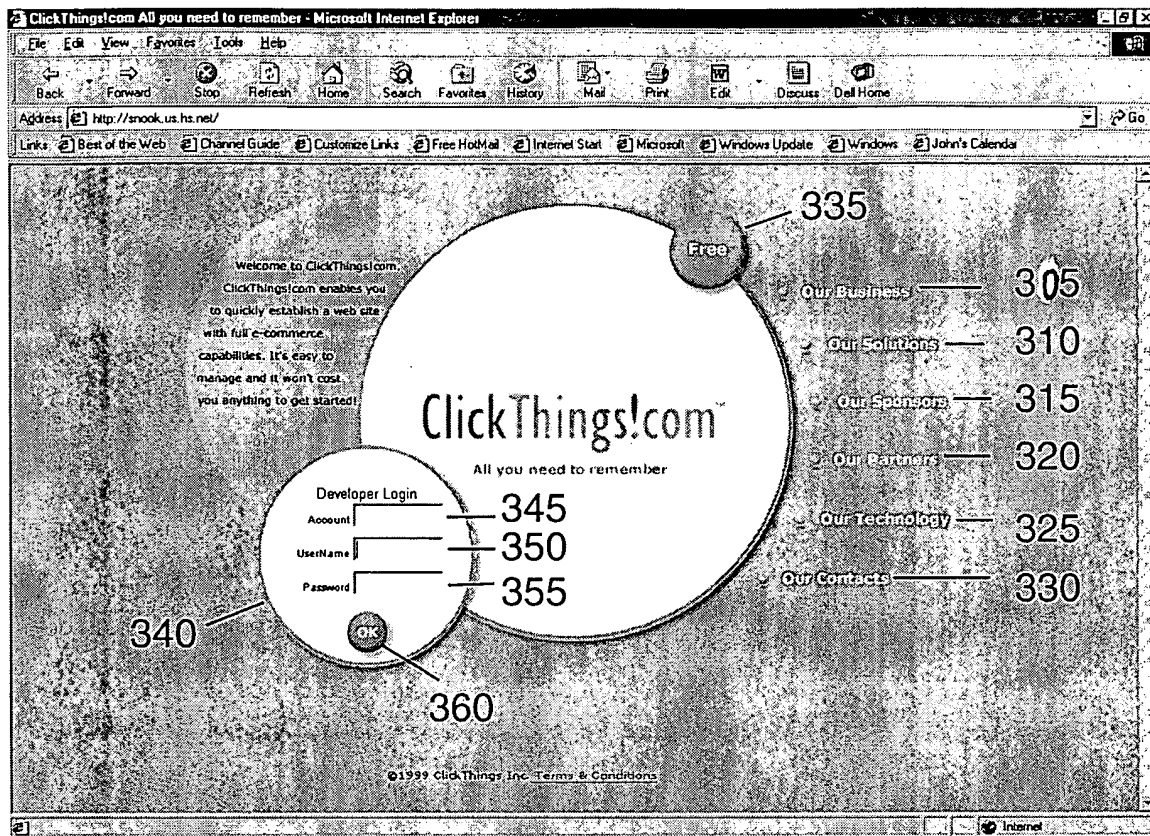 ClickThings!com All you need to remember - Microsoft Internet Explorer
File Edit View Favorites Tools Help
Back Forward Stop Refresh Home Search Favorites History Mail Print Edit Discuss Dell Home
Address http://snook.us.hs.net/ Go
Links Best of the Web Channel Guide Customize Links Free HotMail Internet Start Microsoft Windows Update Windows John's Calendar
335
Free
Welcome to ClickThings!com.
ClickThings!com enables you
to quickly establish a web site
with full e-commerce
capabilities. It's easy to
manage and it won't cost
you anything to get started!
Our Business 305
Our Solutions 310
Our Sponsors 315
Our Partners 320
Our Technology 325
Our Contacts 330
ClickThings!com™
All you need to remember
Developer Login
Account 345
UserName 350
Password 355
340
OK
360
©1999 ClickThings Inc. Terms & Conditions
Internet